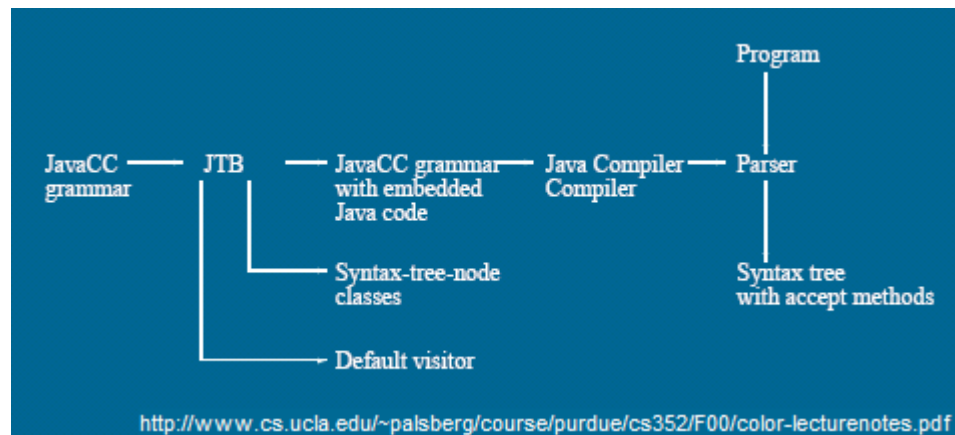 Program
JavaCC
grammar
JTB
JavaCC grammar
with embedded
Java code
Java Compiler
Compiler
Parser
Syntax-tree-node
classes
Syntax tree
with accept methods
Default visitor
http://www.cs.ucla.edu/~palsberg/course/purdue/cs352/F00/color-lecturenotes.pdf